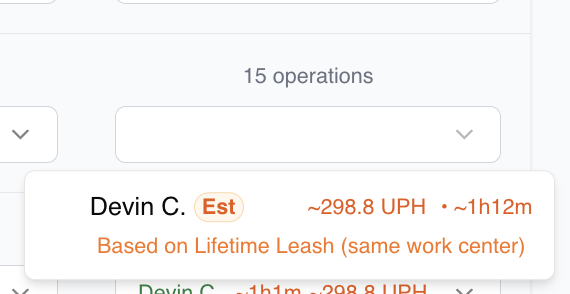 15 operations
Devin C. Est ~298.8 UPH • ~1h12m
Based on Lifetime Leash (same work center)
Devin C. ~1h1m ~298.8 UPH